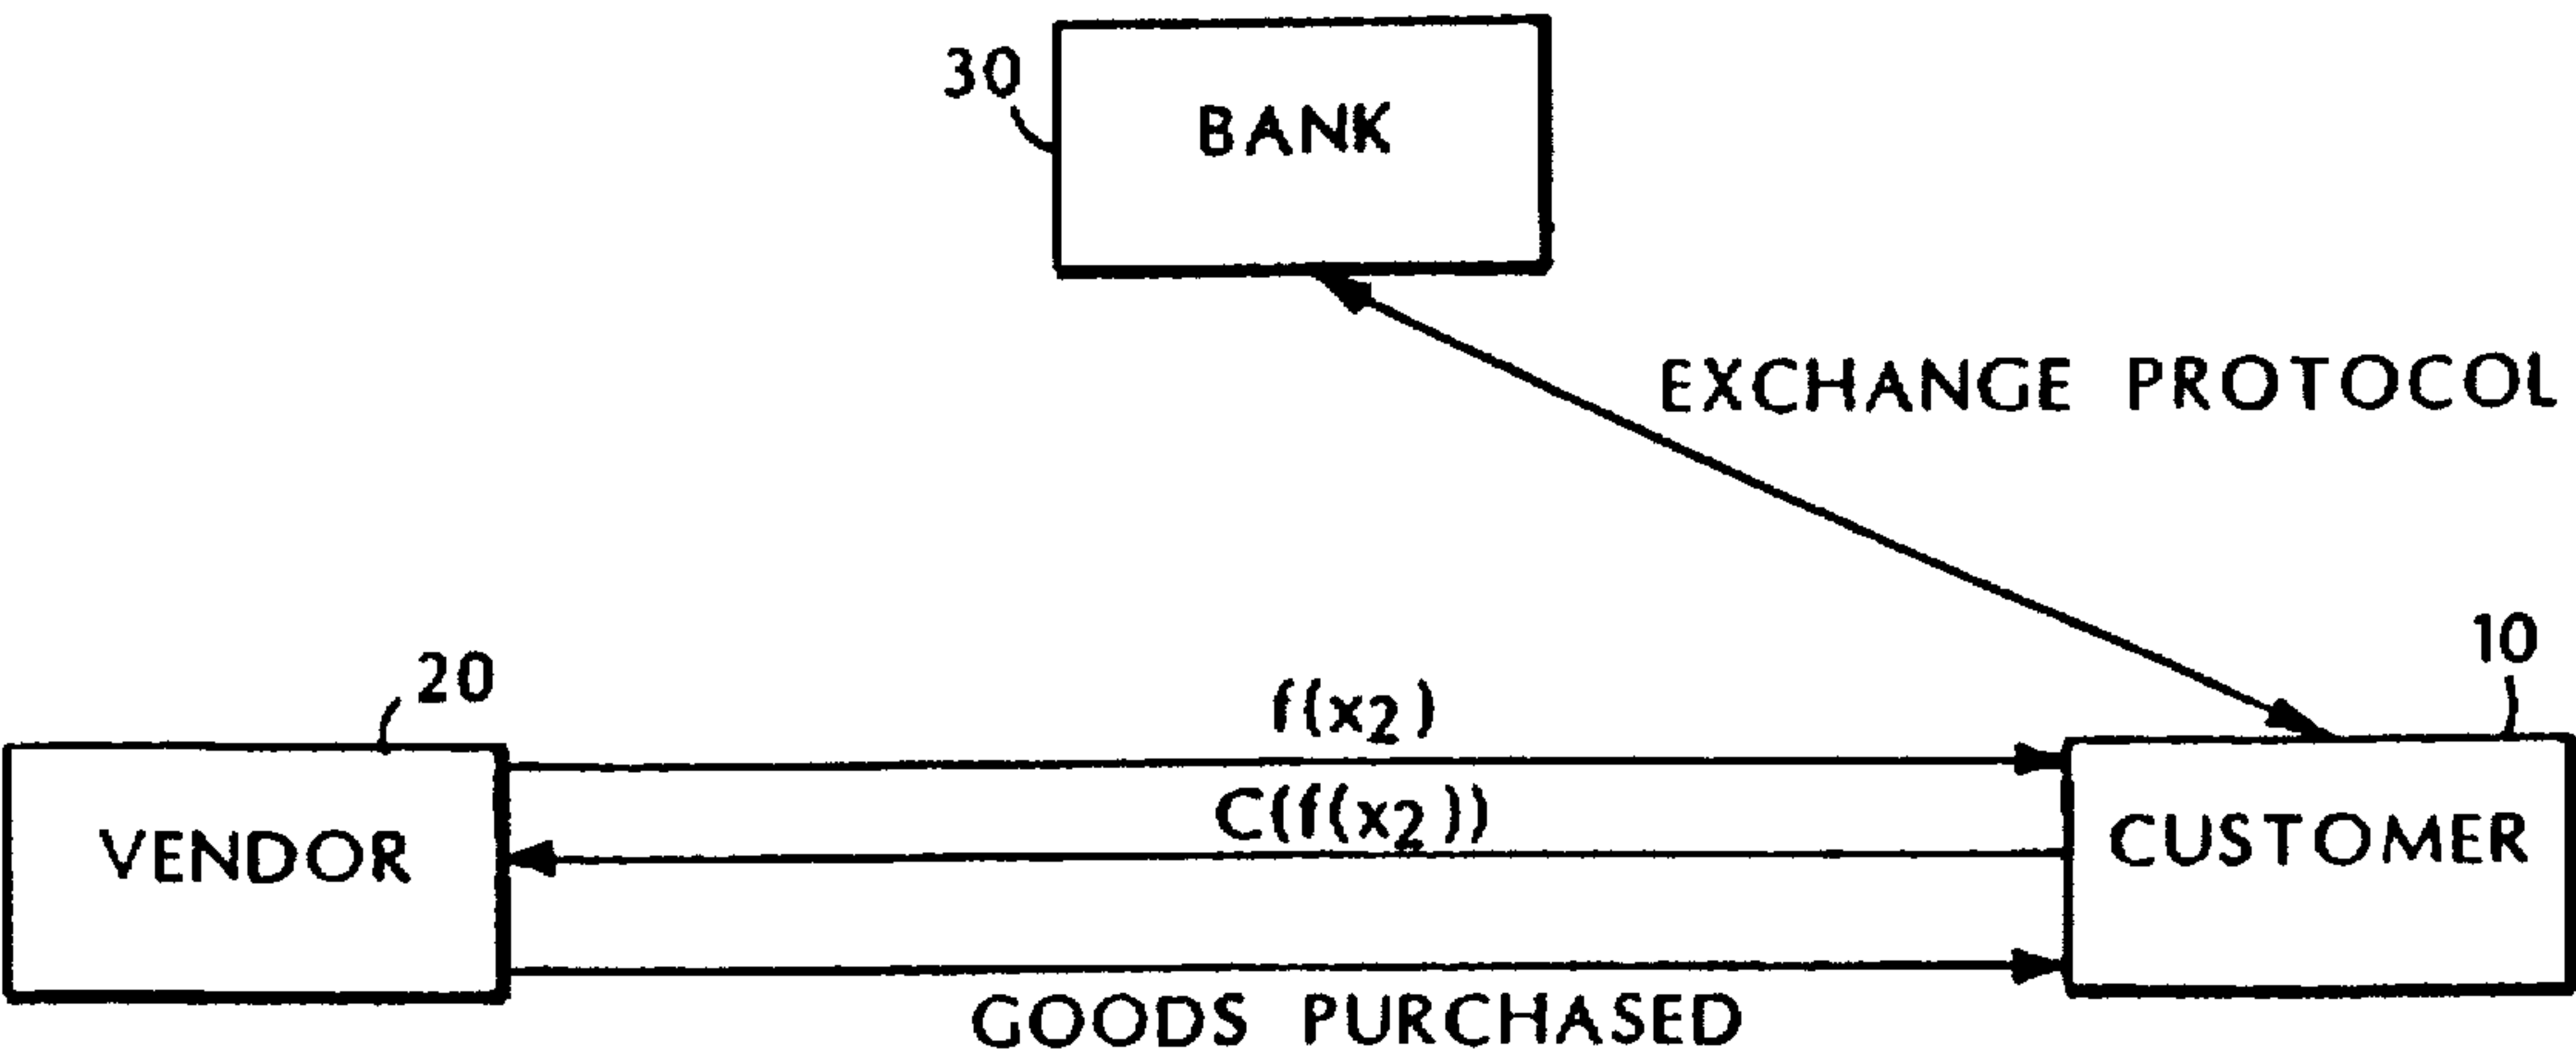 30
BANK
EXCHANGE PROTOCOL
10
20
f(x₂)
C(f(x₂))
VENDOR
CUSTOMER
GOODS PURCHASED